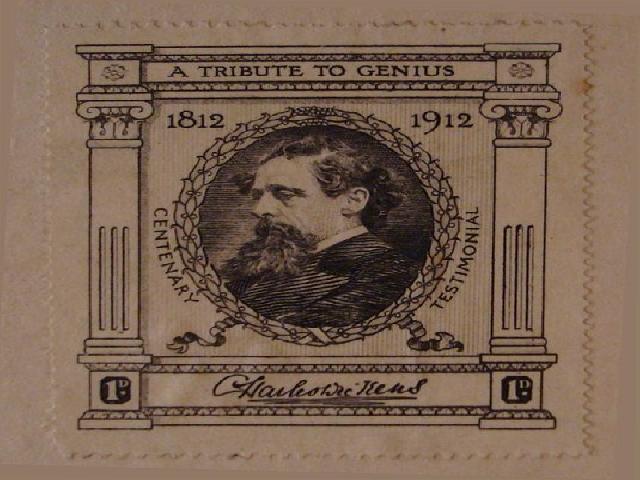 A TRIBUTE TO GENIUS
1812 1912
CENTENARY TESTIMONIAL
Charles Dickens
1D 1D